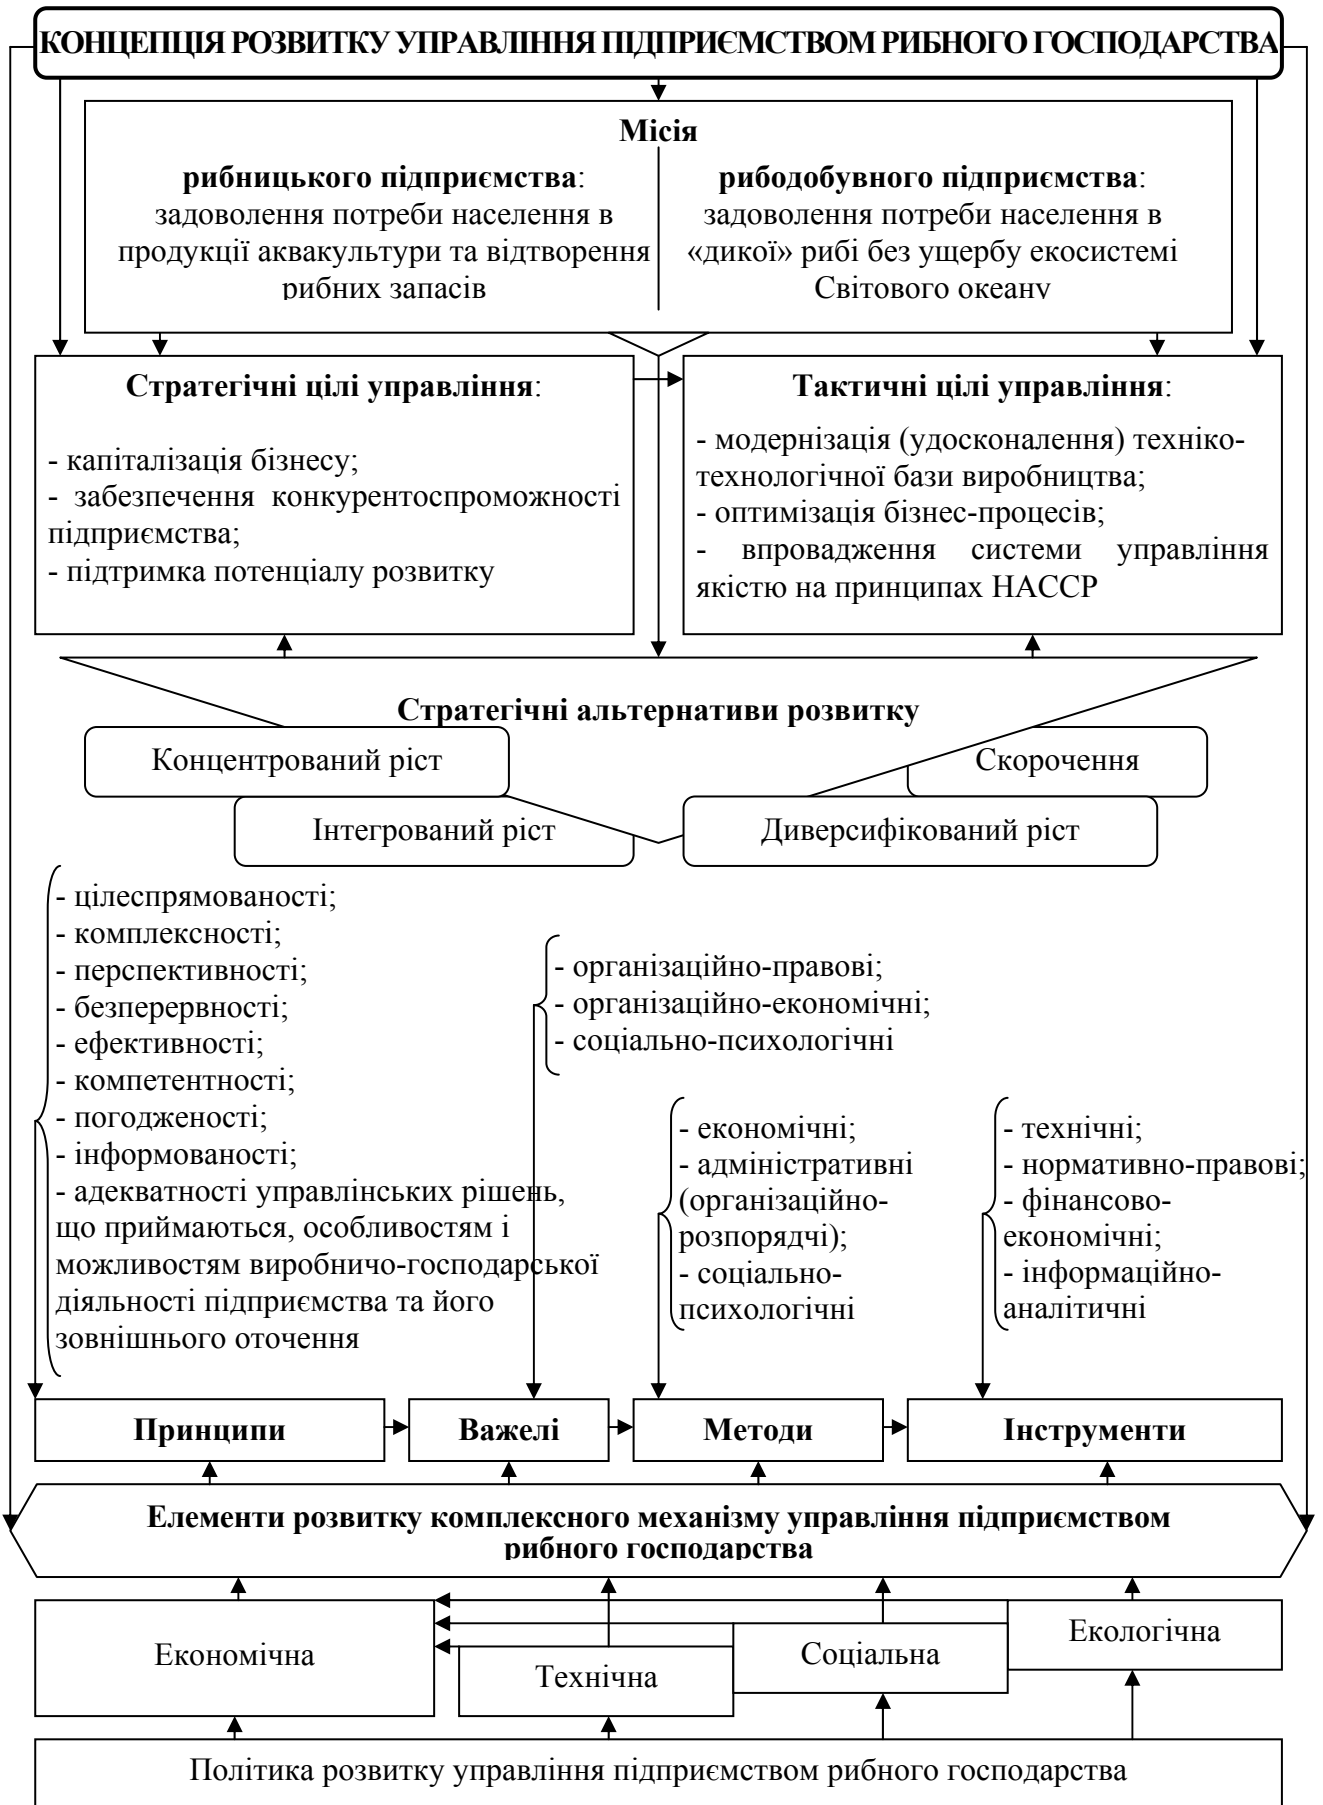 КОНЦЕПЦІЯ РОЗВИТКУ УПРАВЛІННЯ ПІДПРИЄМСТВОМ РИБНОГО ГОСПОДАРСТВА
Місія
рибницького підприємства:
задоволення потреби населення в
продукції аквакультури та відтворення
рибних запасів
рибодобувного підприємства:
задоволення потреби населення в
«дикої» рибі без ущербу екосистемі
Світового океану
Стратегічні цілі управління:
- капіталізація бізнесу;
- забезпечення конкурентоспроможності
підприємства;
- підтримка потенціалу розвитку
Тактичні цілі управління:
- модернізація (удосконалення) техніко-
технологічної бази виробництва;
- оптимізація бізнес-процесів;
- впровадження системи управління
якістю на принципах НАССР
Стратегічні альтернативи розвитку
Концентрований ріст
Скорочення
Інтегрований ріст
Диверсифікований ріст
- цілеспрямованості;
- комплексності;
- перспективності;
- безперервності;
- ефективності;
- компетентності;
- погодженості;
- інформованості;
- адекватності управлінських рішень,
що приймаються, особливостям і
можливостям виробничо-господарської
діяльності підприємства та його
зовнішнього оточення
- організаційно-правові;
- організаційно-економічні;
- соціально-психологічні
- економічні;
- адміністративні
(організаційно-
розпорядчі);
- соціально-
психологічні
- технічні;
- нормативно-правові;
- фінансово-
економічні;
- інформаційно-
аналітичні
Принципи
Важелі
Методи
Інструменти
Елементи розвитку комплексного механізму управління підприємством
рибного господарства
Економічна
Технічна
Соціальна
Екологічна
Політика розвитку управління підприємством рибного господарства